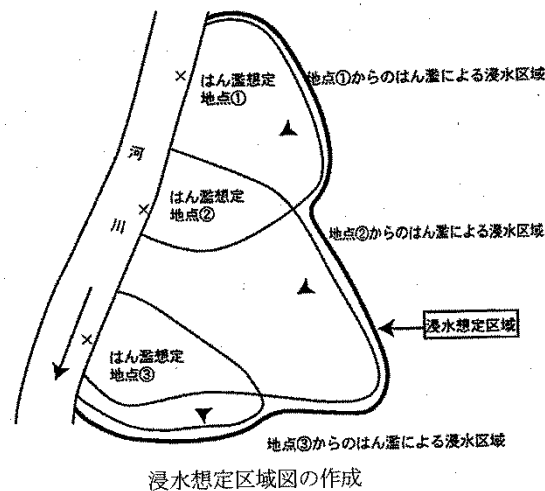 はん濫想定
地点①
地点①からのはん濫による浸水区域
河
川
はん濫想定
地点②
地点②からのはん濫による浸水区域
浸水想定区域
はん濫想定
地点③
地点③からのはん濫による浸水区域
浸水想定区域図の作成